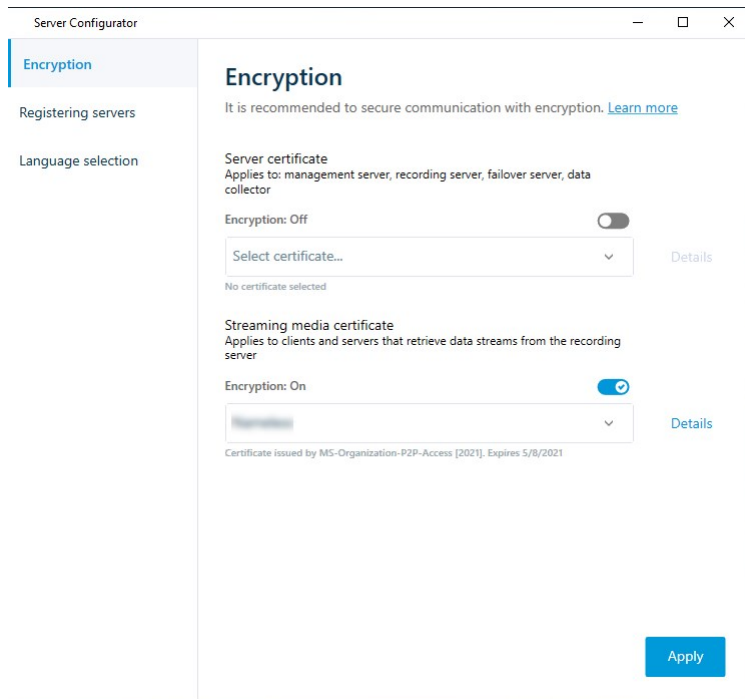 Server Configurator
Encryption
Registering servers
Language selection
Encryption
It is recommended to secure communication with encryption. Learn more
Server certificate
Applies to: management server, recording server, failover server, data
collector
Encryption: Off
Select certificate...
Details
No certificate selected
Streaming media certificate
Applies to clients and servers that retrieve data streams from the recording
server
Encryption: On
Details
Certificate issued by MS-Organization-P2P-Access [2021]. Expires 5/8/2021
Apply